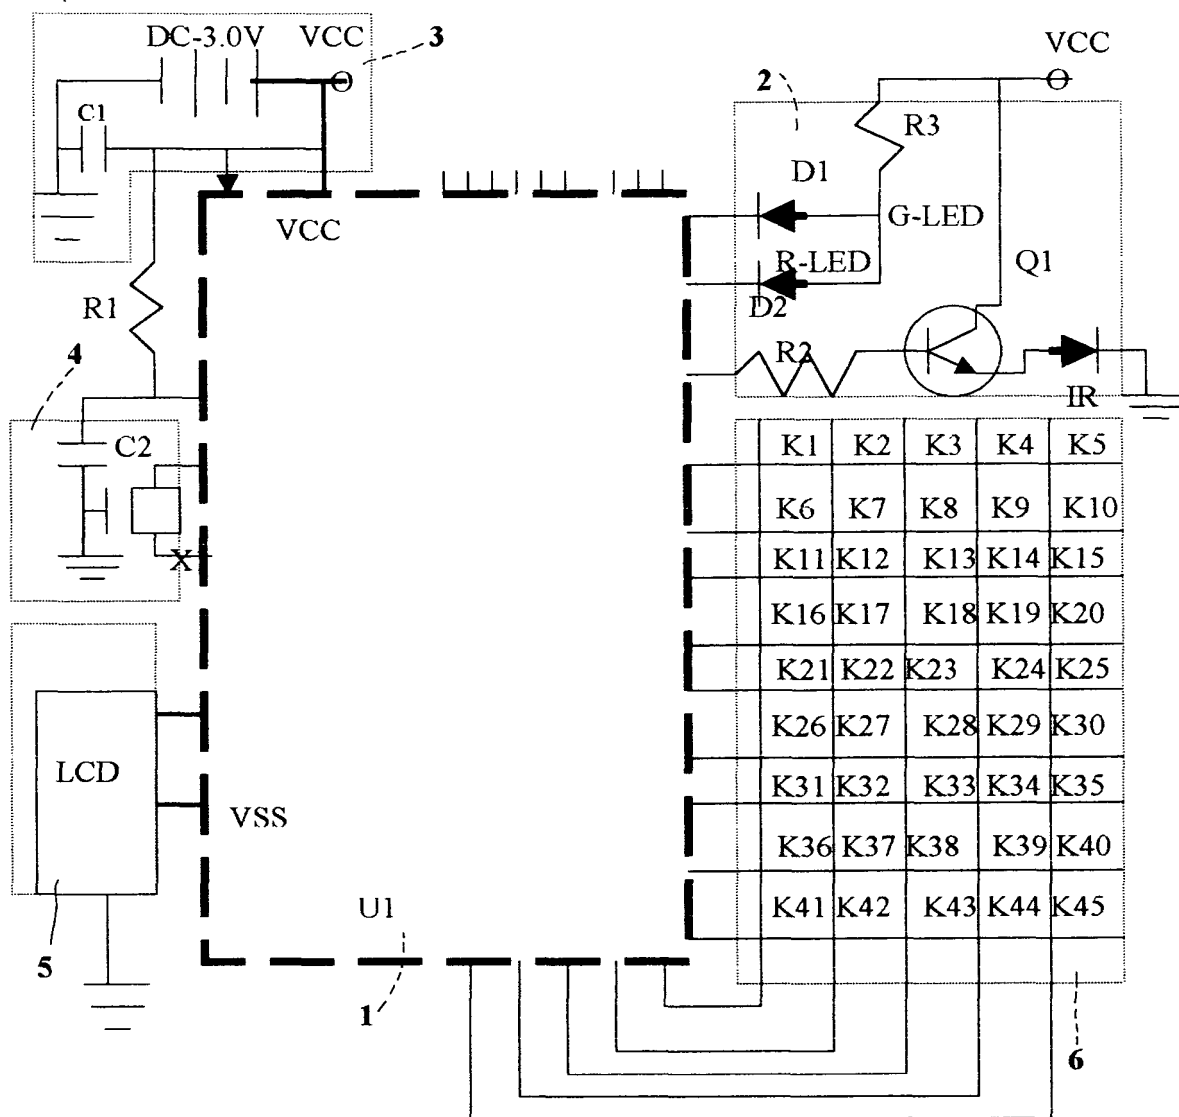 DC-3.0V VCC 3
VCC
2
C1
R3
D1
VCC
G-LED
R-LED
Q1
D2
R1
R2
4
IR
C2
K1 K2 K3 K4 K5
K6 K7 K8 K9 K10
X
K11 K12 K13 K14 K15
K16 K17 K18 K19 K20
K21 K22 K23 K24 K25
K26 K27 K28 K29 K30
LCD
K31 K32 K33 K34 K35
VSS
K36 K37 K38 K39 K40
U1
K41 K42 K43 K44 K45
5
1
6